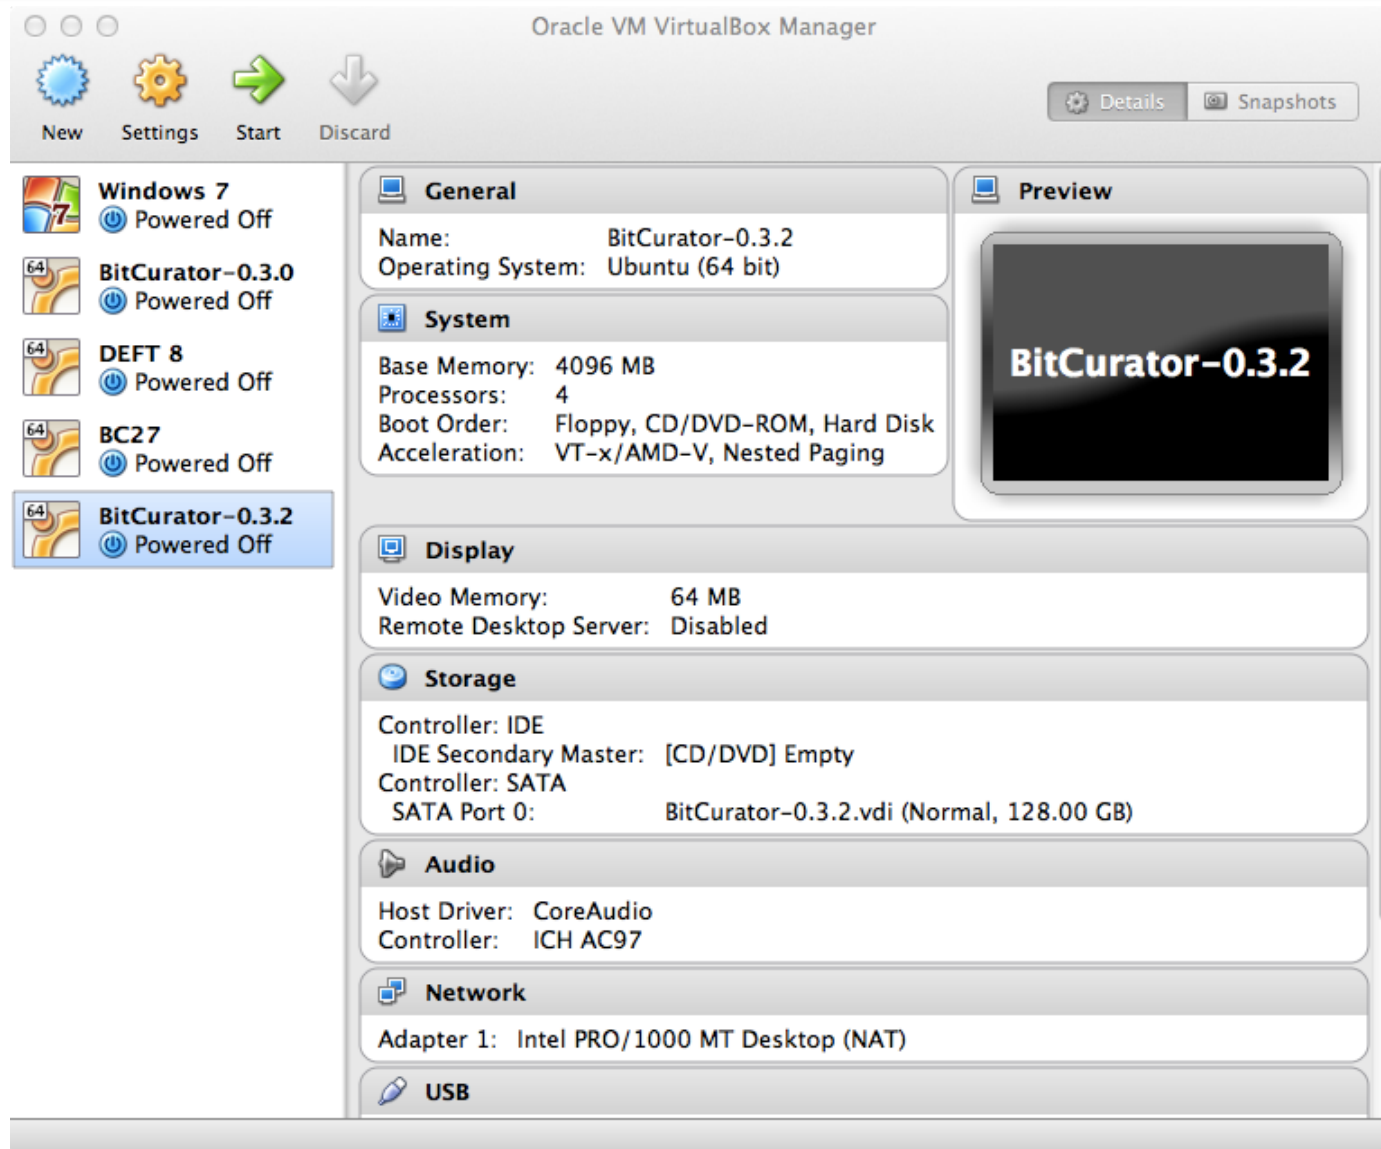 Oracle VM VirtualBox Manager
New Settings Start Discard
Details Snapshots
Windows 7
Powered Off
64
BitCurator-0.3.0
Powered Off
64
DEFT 8
Powered Off
64
BC27
Powered Off
64
BitCurator-0.3.2
Powered Off
General
Name: BitCurator-0.3.2
Operating System: Ubuntu (64 bit)
Preview
BitCurator-0.3.2
System
Base Memory: 4096 MB
Processors: 4
Boot Order: Floppy, CD/DVD-ROM, Hard Disk
Acceleration: VT-x/AMD-V, Nested Paging
Display
Video Memory: 64 MB
Remote Desktop Server: Disabled
Storage
Controller: IDE
IDE Secondary Master: [CD/DVD] Empty
Controller: SATA
SATA Port 0: BitCurator-0.3.2.vdi (Normal, 128.00 GB)
Audio
Host Driver: CoreAudio
Controller: ICH AC97
Network
Adapter 1: Intel PRO/1000 MT Desktop (NAT)
USB